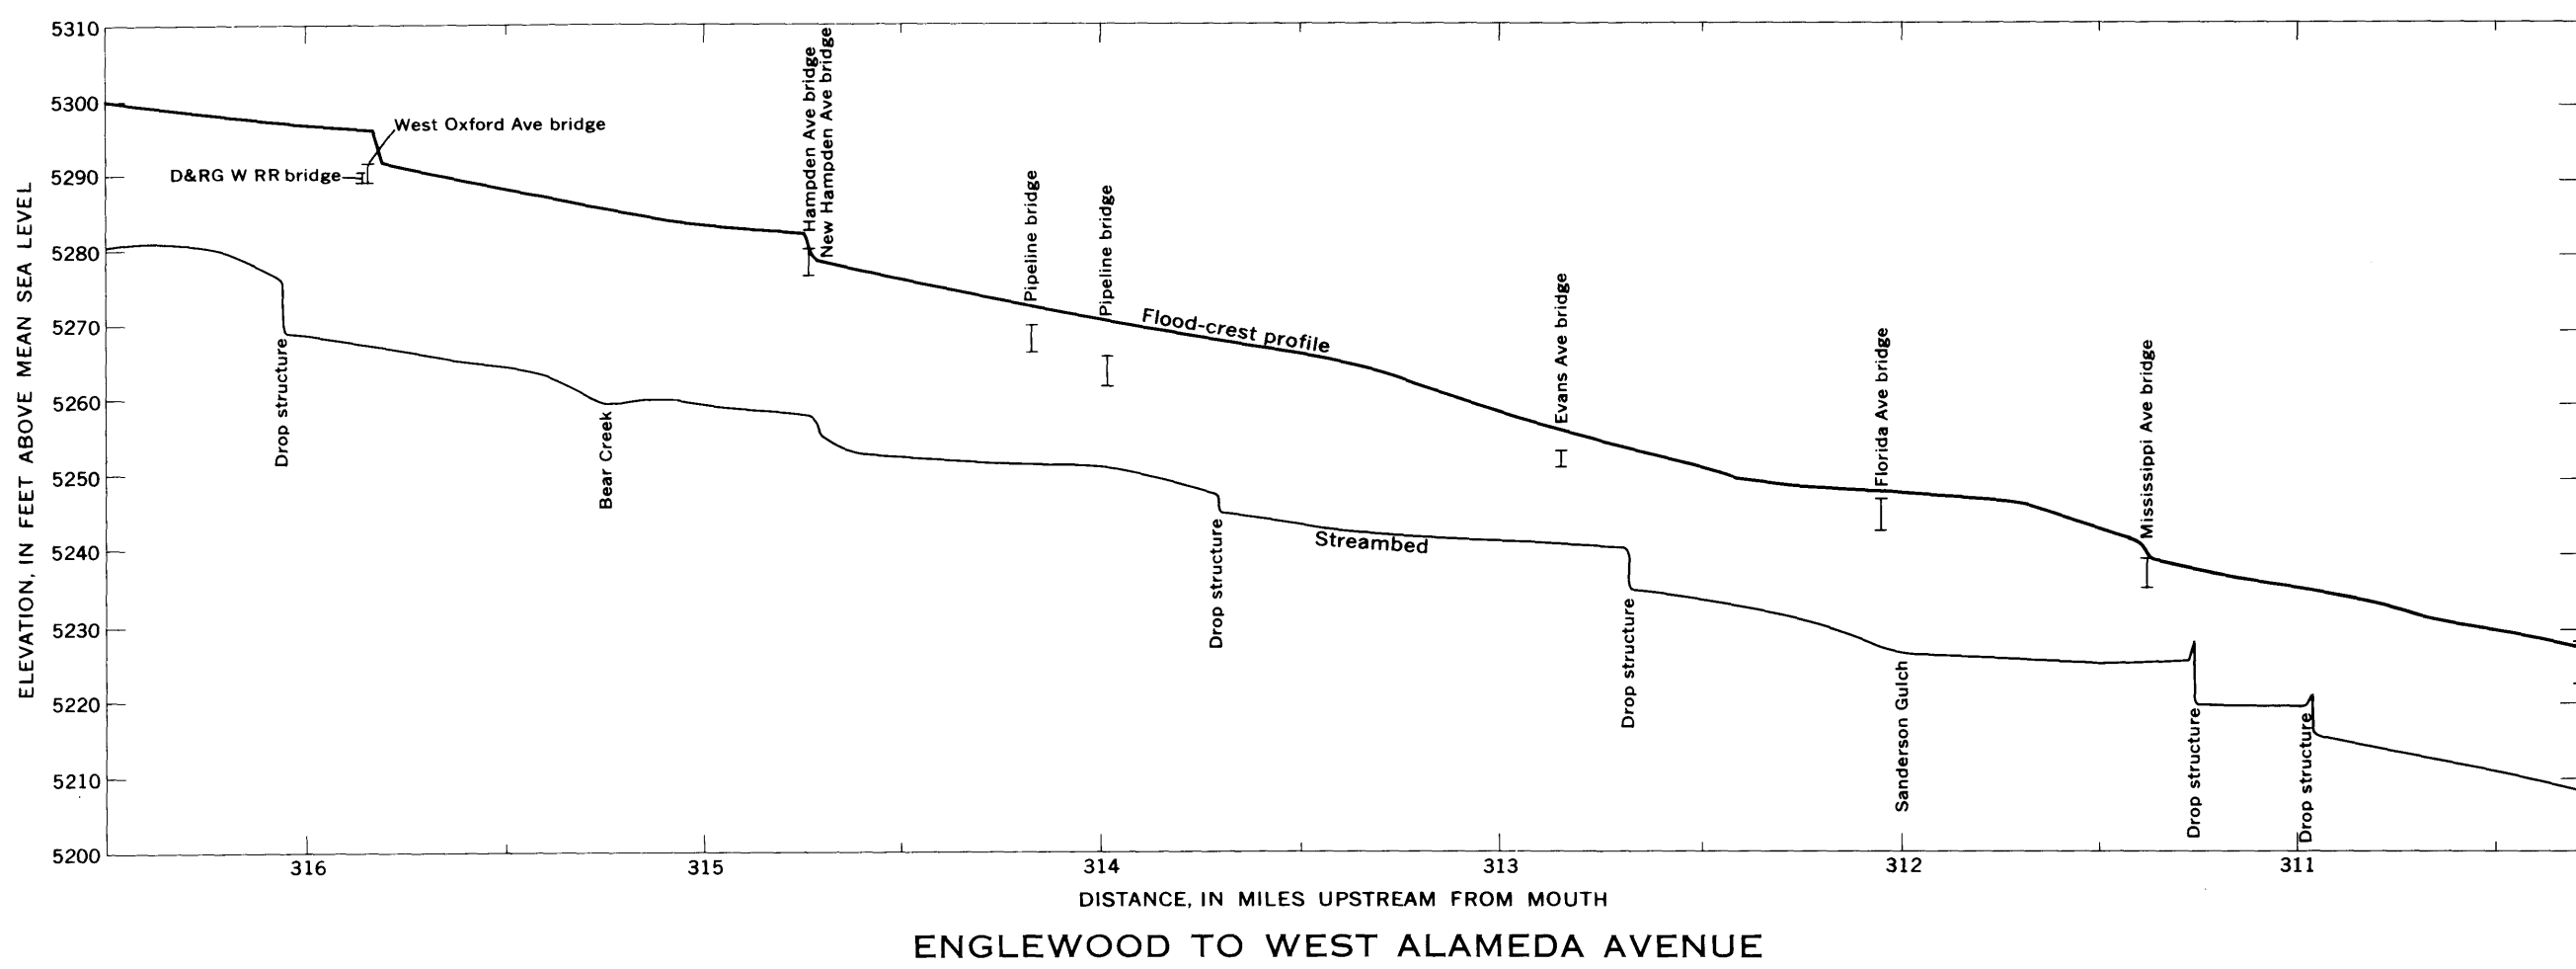 ELEVATION, IN FEET ABOVE MEAN SEA LEVEL
5310
5300
5290
5280
5270
5260
5250
5240
5230
5220
5210
5200
West Oxford Ave bridge
D&RG W RR bridge
Hampden Ave bridge
New Hampden Ave bridge
Pipeline bridge
Pipeline bridge
Flood-crest profile
Evans Ave bridge
Florida Ave bridge
Mississippi Ave bridge
Drop structure
Bear Creek
Drop structure
Streambed
Drop structure
Sanderson Gulch
Drop structure
Drop structure
316
315
314
313
312
311
DISTANCE, IN MILES UPSTREAM FROM MOUTH
ENGLEWOOD TO WEST ALAMEDA AVENUE